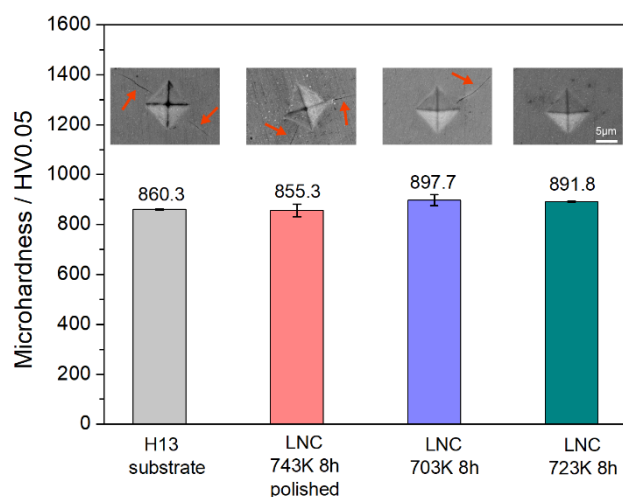 1600
1400
1200
1000
800
600
400
200
0
Microhardness / HV0.05
5μm
860.3
855.3
897.7
891.8
H13
substrate
LNC
743K 8h
polished
LNC
703K 8h
LNC
723K 8h